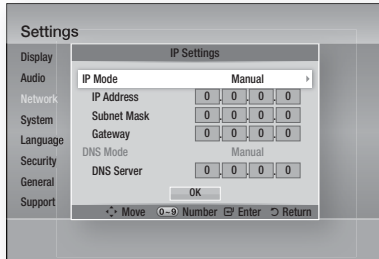 Settings
Display
Audio
Network
System
Language
Security
General
Support
IP Settings
IP Mode Manual
IP Address 0 . 0 . 0 . 0
Subnet Mask 0 . 0 . 0 . 0
Gateway 0 . 0 . 0 . 0
DNS Mode Manual
DNS Server 0 . 0 . 0 . 0
OK
Move 0~9 Number Enter Return